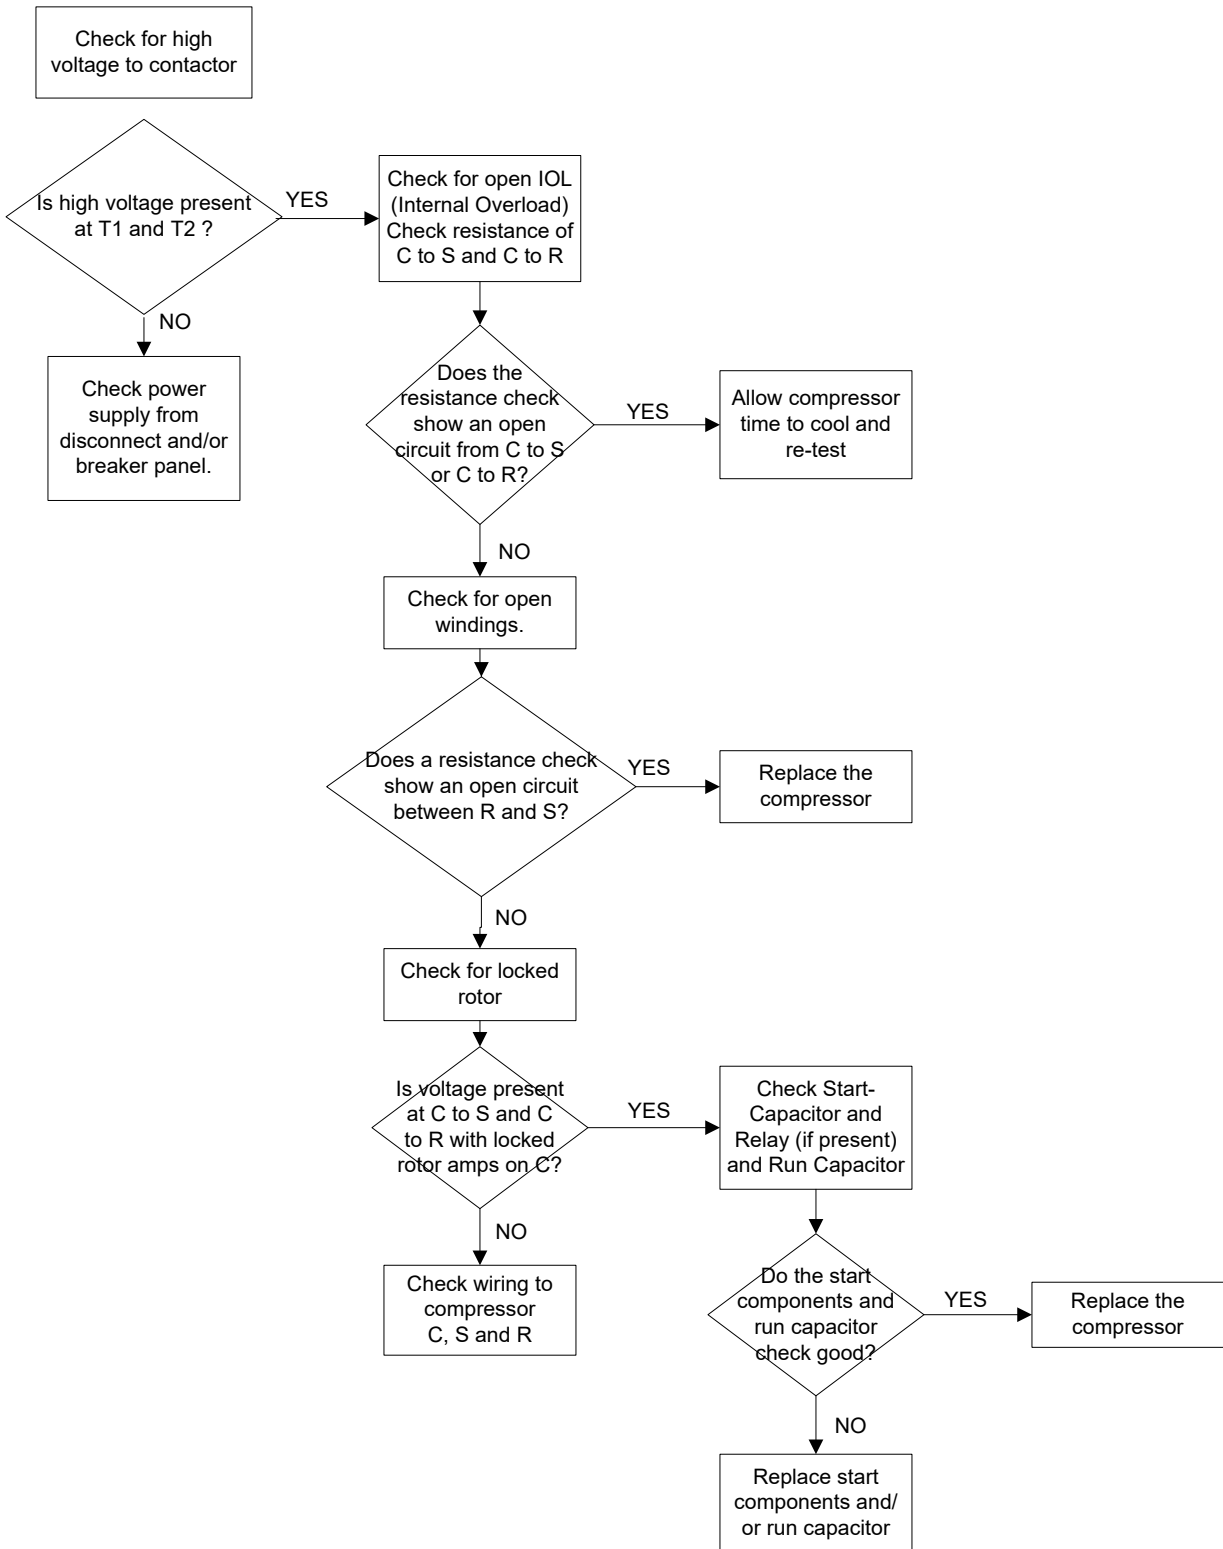 Check for high
voltage to contactor
Is high voltage present
at T1 and T2 ?
YES
Check for open IOL
(Internal Overload)
Check resistance of
C to S and C to R
NO
Check power
supply from
disconnect and/or
breaker panel.
Does the
resistance check
show an open
circuit from C to S
or C to R?
YES
Allow compressor
time to cool and
re-test
NO
Check for open
windings.
Does a resistance check
show an open circuit
between R and S?
YES
Replace the
compressor
NO
Check for locked
rotor
Is voltage present
at C to S and C
to R with locked
rotor amps on C?
YES
Check Start-
Capacitor and
Relay (if present)
and Run Capacitor
NO
Check wiring to
compressor
C, S and R
Do the start
components and
run capacitor
check good?
YES
Replace the
compressor
NO
Replace start
components and/
or run capacitor